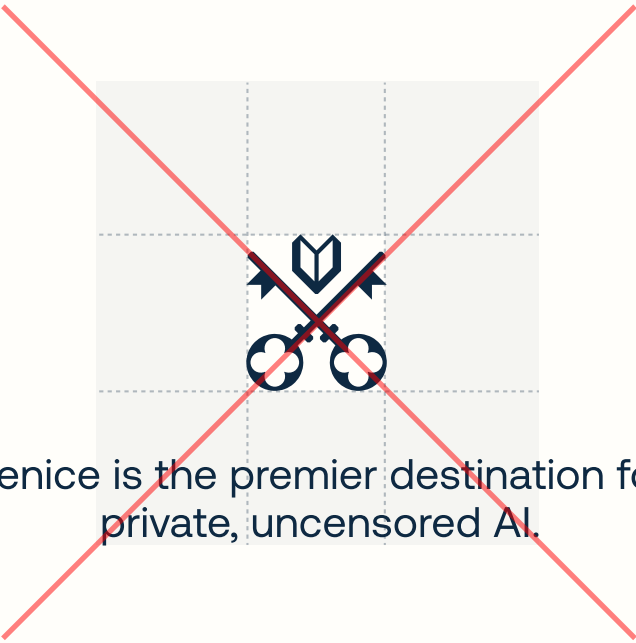 enice is the premier destination fo
private, uncensored AI.